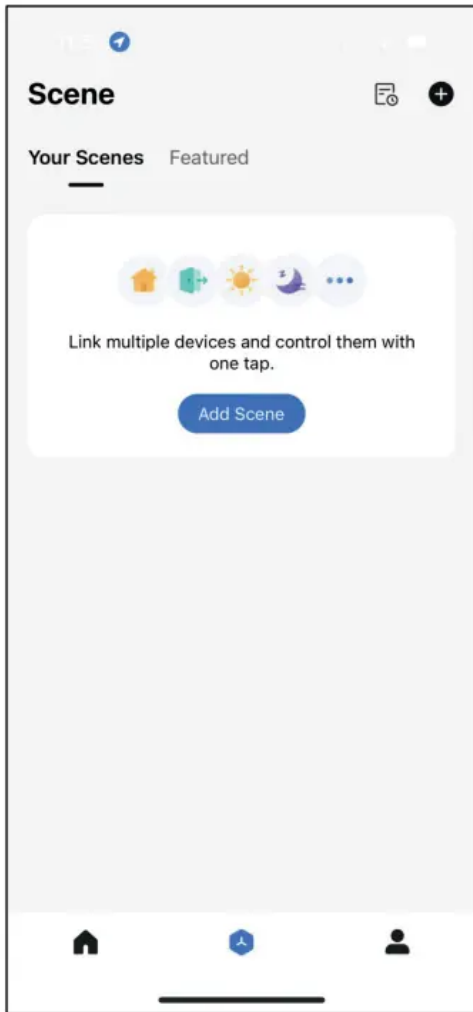 Scene
Your Scenes Featured
Link multiple devices and control them with
one tap.
Add Scene